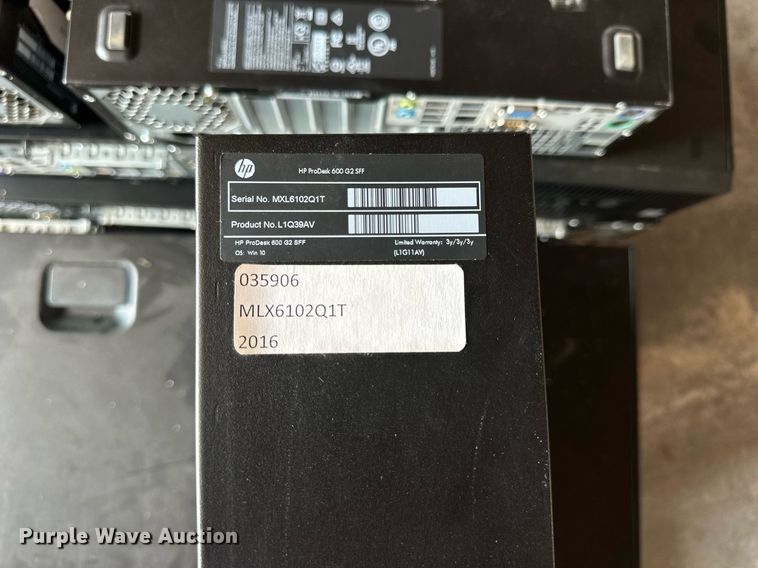 hp
HP ProDesk 600 G2 SFF
Serial No. MXL6102Q1T
Product No.L1Q39AV
HP ProDesk 600 G2 SFF Limited Warranty: 3y/3y/3y
OS: Win 10 (L1G11AV)
035906
MLX6102Q1T
2016
Purple Wave Auction®